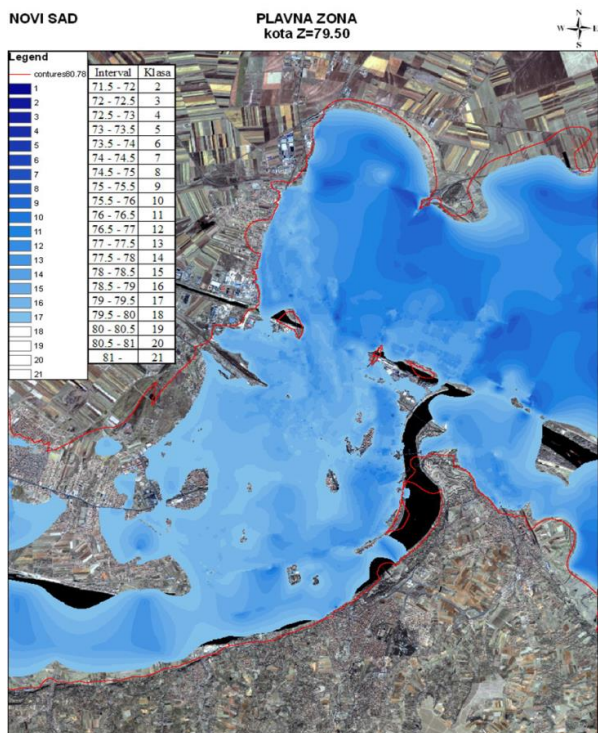 NOVI SAD
PLAVNA ZONA
kota Z=79.50
N
W E
S
Legend
contures80.78
1
2
3
4
5
6
7
8
9
10
11
12
13
14
15
16
17
18
19
20
21
Interval Klasa
71.5 - 72 2
72 - 72.5 3
72.5 - 73 4
73 - 73.5 5
73.5 - 74 6
74 - 74.5 7
74.5 - 75 8
75 - 75.5 9
75.5 - 76 10
76 - 76.5 11
76.5 - 77 12
77 - 77.5 13
77.5 - 78 14
78 - 78.5 15
78.5 - 79 16
79 - 79.5 17
79.5 - 80 18
80 - 80.5 19
80.5 - 81 20
81 - 21